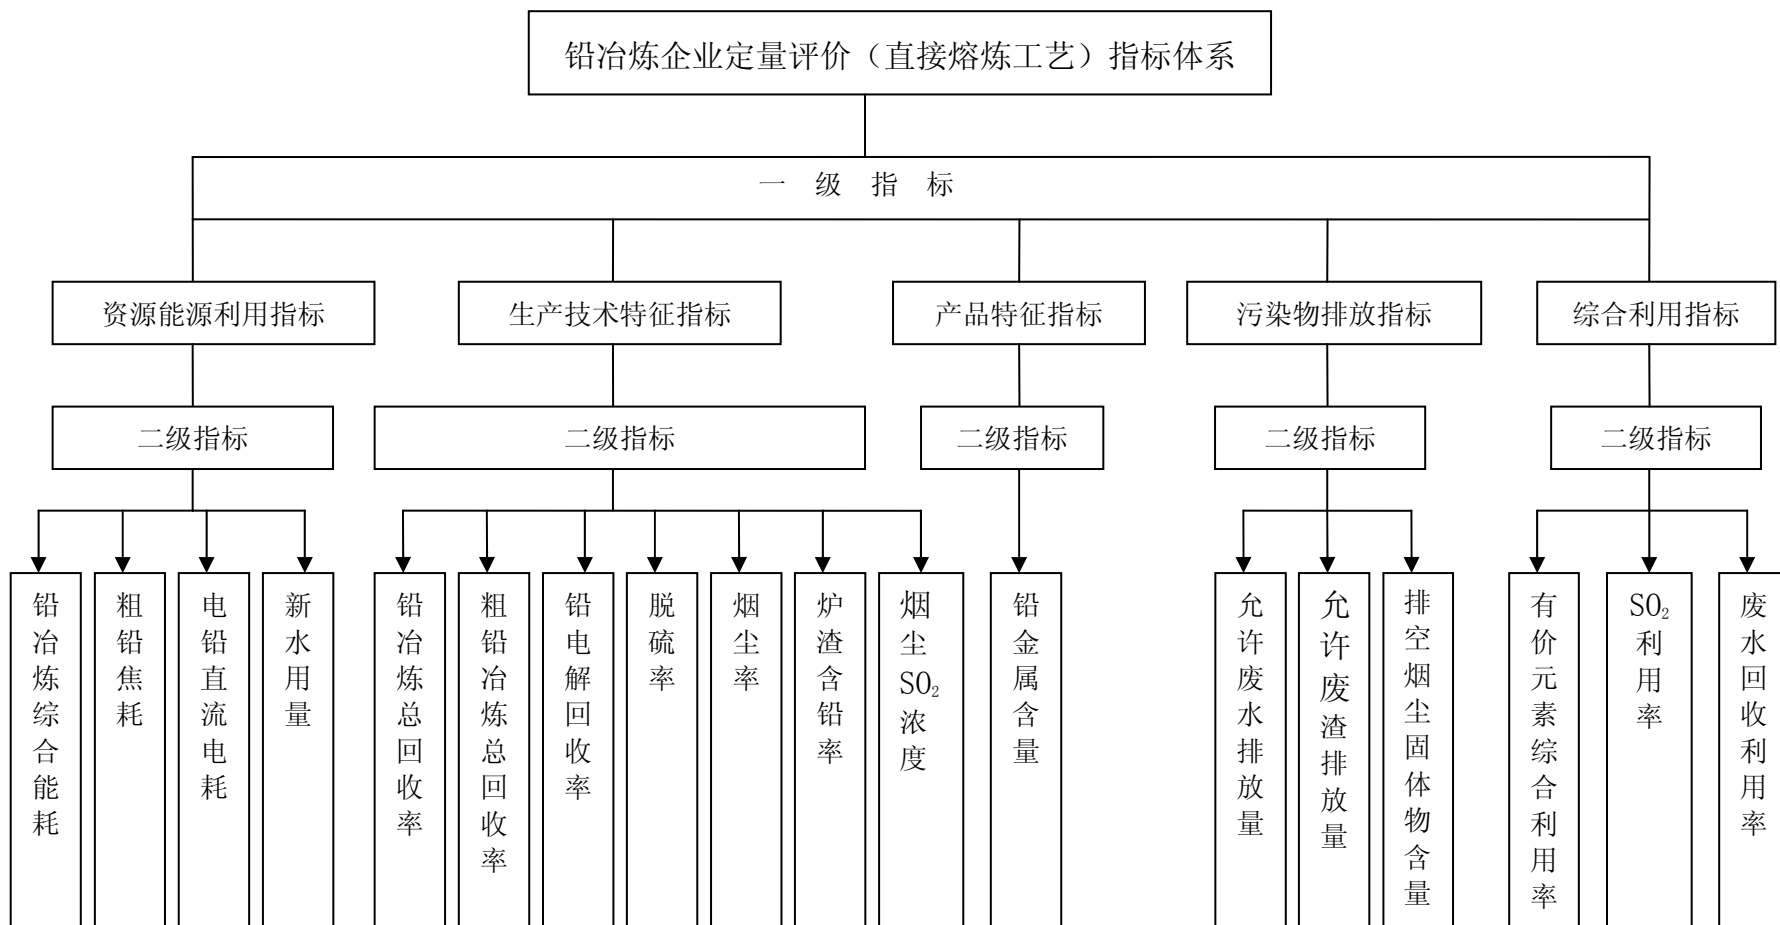 铅冶炼企业定量评价（直接熔炼工艺）指标体系
一 级 指 标
资源能源利用指标
生产技术特征指标
产品特征指标
污染物排放指标
综合利用指标
二级指标
二级指标
二级指标
二级指标
二级指标
铅冶炼综合能耗
粗铅焦耗
电铅直流电耗
新水用量
铅冶炼总回收率
粗铅冶炼总回收率
铅电解回收率
脱硫率
烟尘率
炉渣含铅率
烟尘SO₂浓度
铅金属含量
允许废水排放量
允许废渣排放量
排空烟尘固体物含量
有价元素综合利用率
SO₂利用率
废水回收利用率